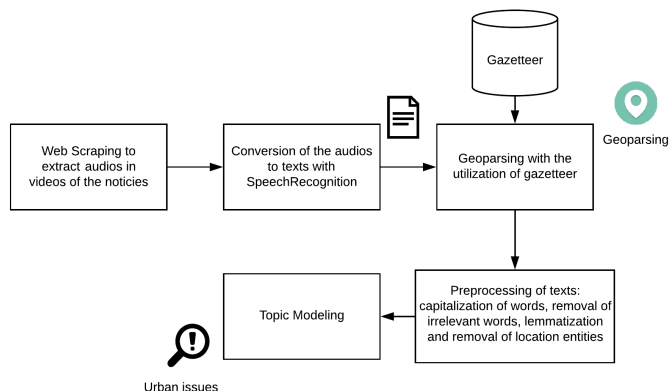 Gazetteer
Geoparsing
Web Scraping to
extract audios in
videos of the noticies
Conversion of the audios
to texts with
SpeechRecognition
Geoparsing with the
utilization of gazetteer
Preprocessing of texts:
capitalization of words, removal of
irrelevant words, lemmatization
and removal of location entities
Topic Modeling
Urban issues